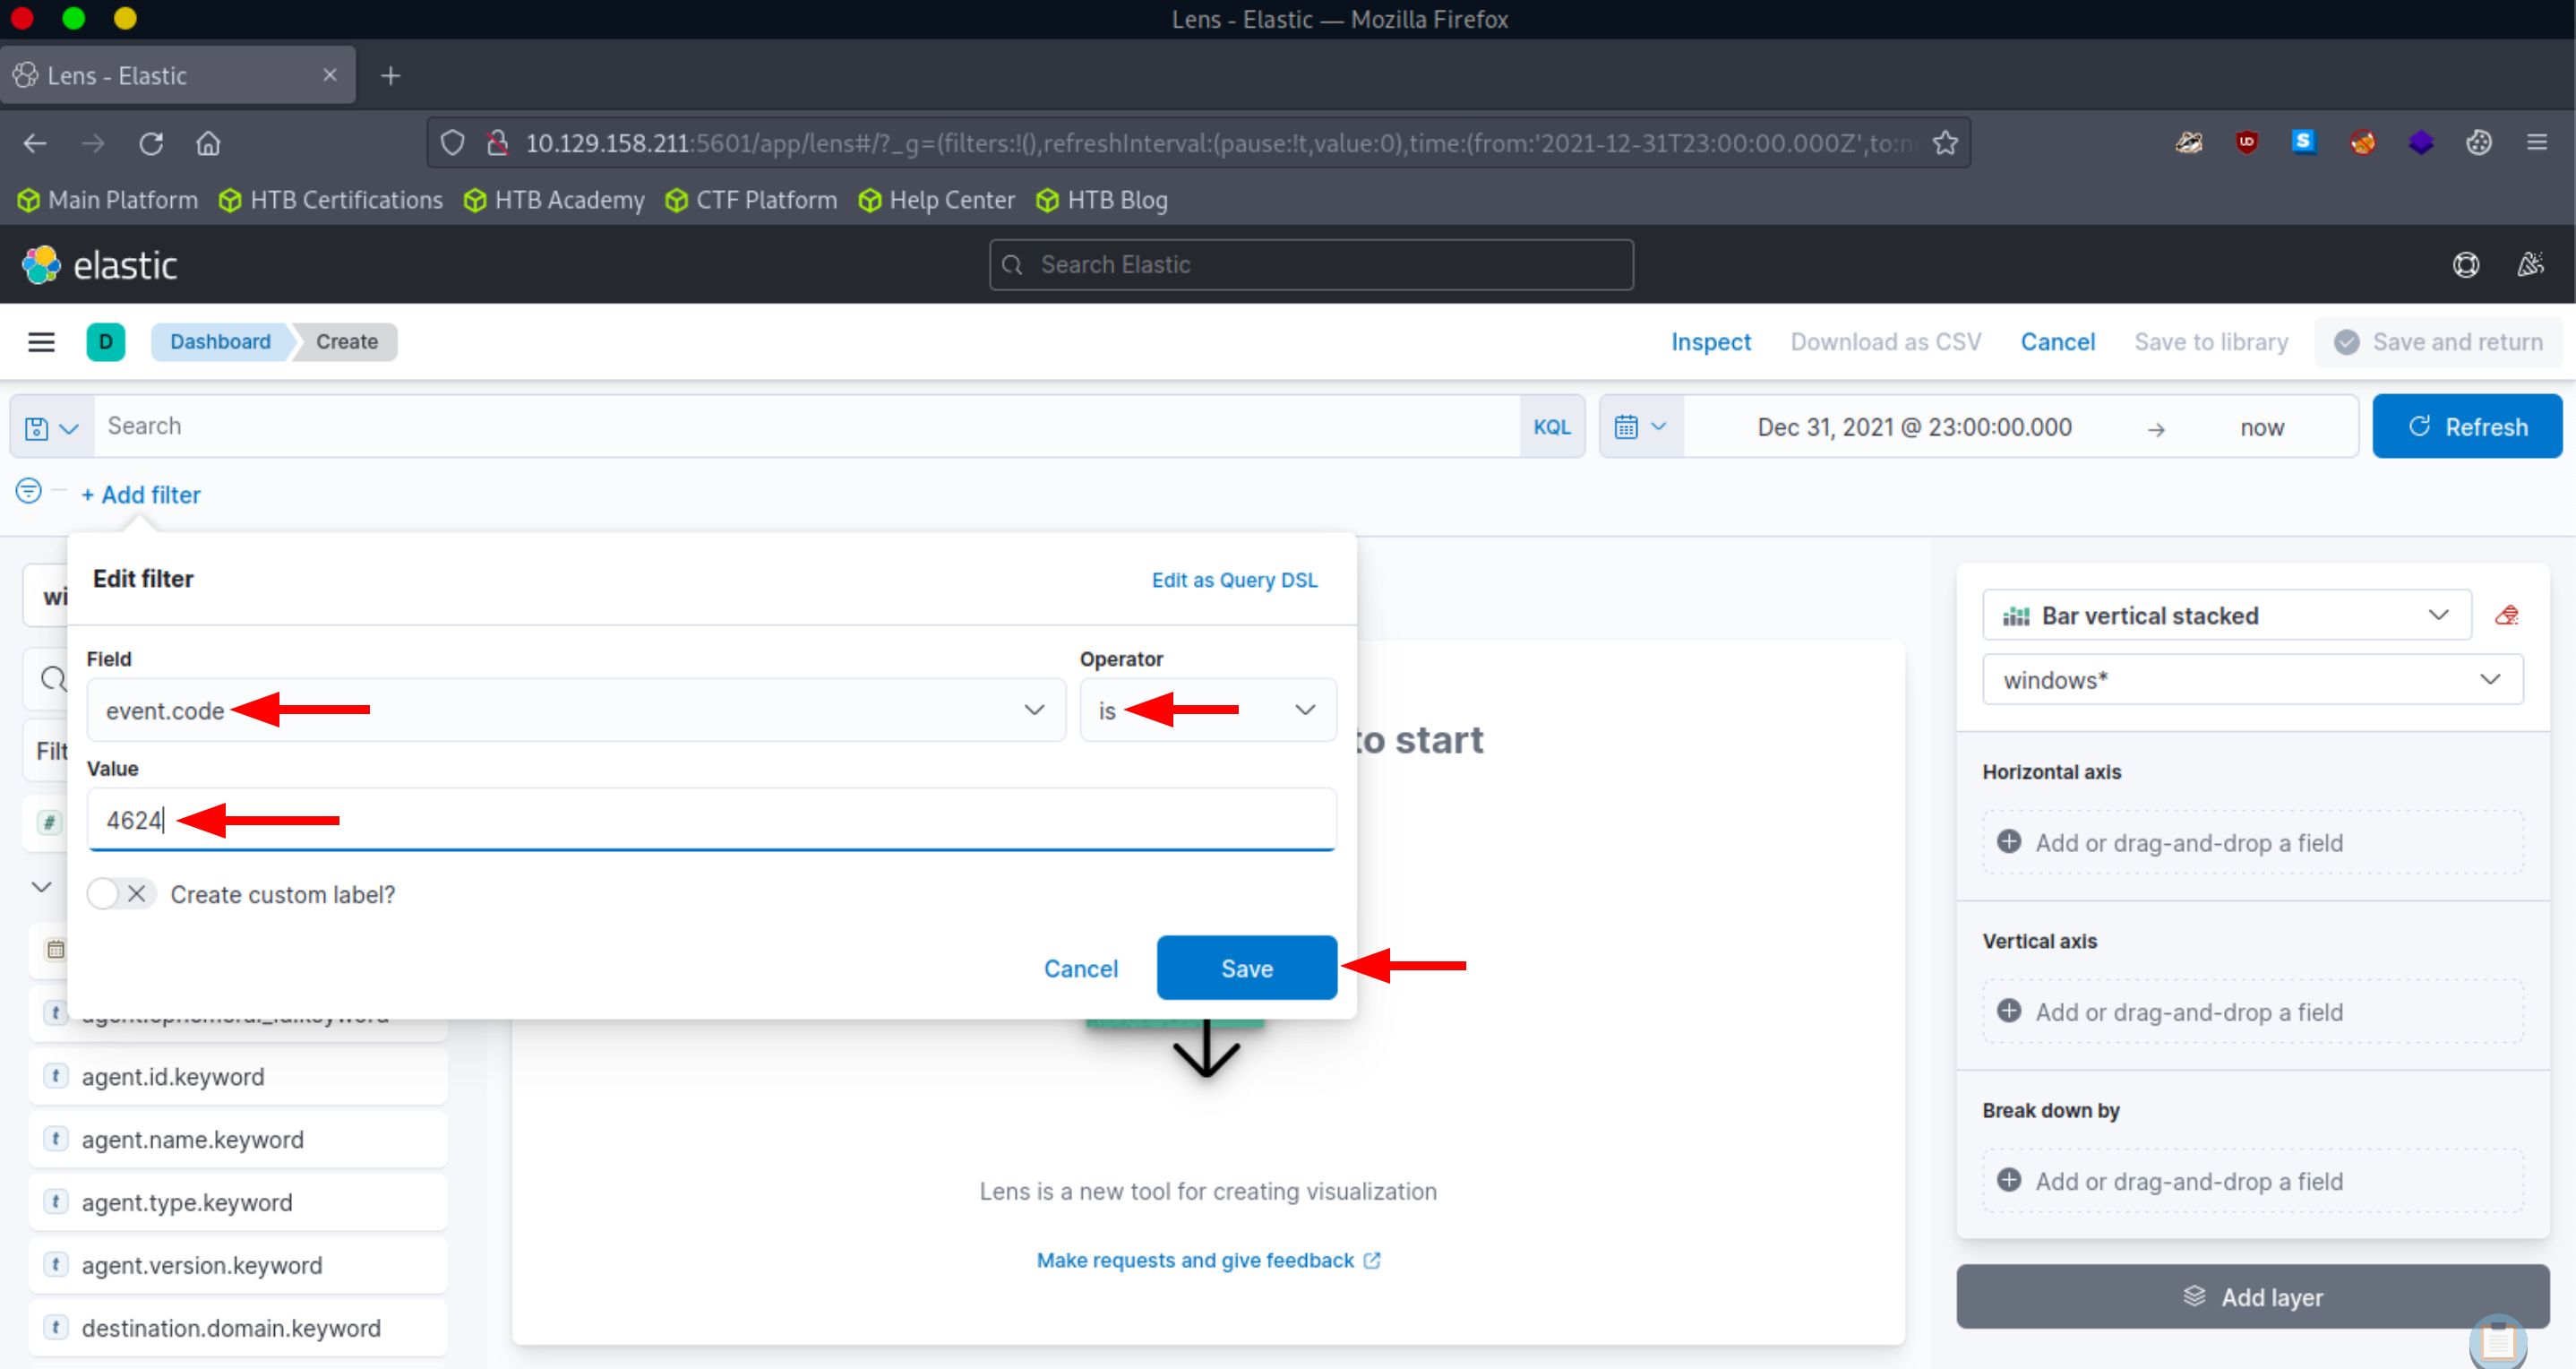 Lens - Elastic — Mozilla Firefox
Lens - Elastic
10.129.158.211:5601/app/lens#/?_g=(filters:!(),refreshInterval:(pause:!t,value:0),time:(from:'2021-12-31T23:00:00.000Z',to:n
Main Platform HTB Certifications HTB Academy CTF Platform Help Center HTB Blog
elastic Search Elastic
D Dashboard Create Inspect Download as CSV Cancel Save to library Save and return
Search KQL Dec 31, 2021 @ 23:00:00.000 → now Refresh
+ Add filter
Edit filter Edit as Query DSL
wi
Bar vertical stacked
Field Operator
windows*
event.code is
to start
Filt
Value
Horizontal axis
4624
Add or drag-and-drop a field
Create custom label?
Vertical axis
Cancel Save
Add or drag-and-drop a field
agent.id.keyword
Break down by
agent.name.keyword
Add or drag-and-drop a field
agent.type.keyword
Lens is a new tool for creating visualization
agent.version.keyword
Make requests and give feedback
Add layer
destination.domain.keyword